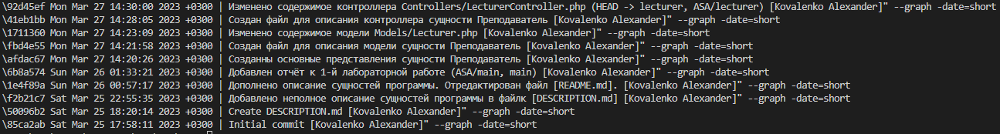 \92d45ef Mon Mar 27 14:30:00 2023 +0300 | Изменено содержимое контроллера Controllers/LecturerController.php (HEAD -> lecturer, ASA/lecturer) [Kovalenko Alexander]" --graph -date=short
\41eb1bb Mon Mar 27 14:28:05 2023 +0300 | Создан файл для описания контроллера сущности Преподаватель [Kovalenko Alexander]" --graph -date=short
\1711360 Mon Mar 27 14:23:09 2023 +0300 | Изменено содержимое модели Models/Lecturer.php [Kovalenko Alexander]" --graph -date=short
\fbd4e55 Mon Mar 27 14:21:58 2023 +0300 | Создан файл для описания модели сущности Преподаватель [Kovalenko Alexander]" --graph -date=short
\afdac67 Mon Mar 27 14:20:26 2023 +0300 | Созданны основные представления сущности Преподаватель [Kovalenko Alexander]" --graph -date=short
\6b8a574 Sun Mar 26 01:33:21 2023 +0300 | Добавлен отчёт к 1-й лабораторной работе (ASA/main, main) [Kovalenko Alexander]" --graph -date=short
\1e4f89a Sun Mar 26 00:57:17 2023 +0300 | Дополнено описание сущностей программы. Отредактирован файл [README.md]. [Kovalenko Alexander]" --graph -date=short
\f2b21c7 Sat Mar 25 22:55:35 2023 +0300 | Добавлено неполное описание сущностей программы в файлк [DESCRIPTION.md] [Kovalenko Alexander]" --graph -date=short
\50096b2 Sat Mar 25 18:20:14 2023 +0300 | Create DESCRIPTION.md [Kovalenko Alexander]" --graph -date=short
\85ca2ab Sat Mar 25 17:58:11 2023 +0300 | Initial commit [Kovalenko Alexander]" --graph -date=short